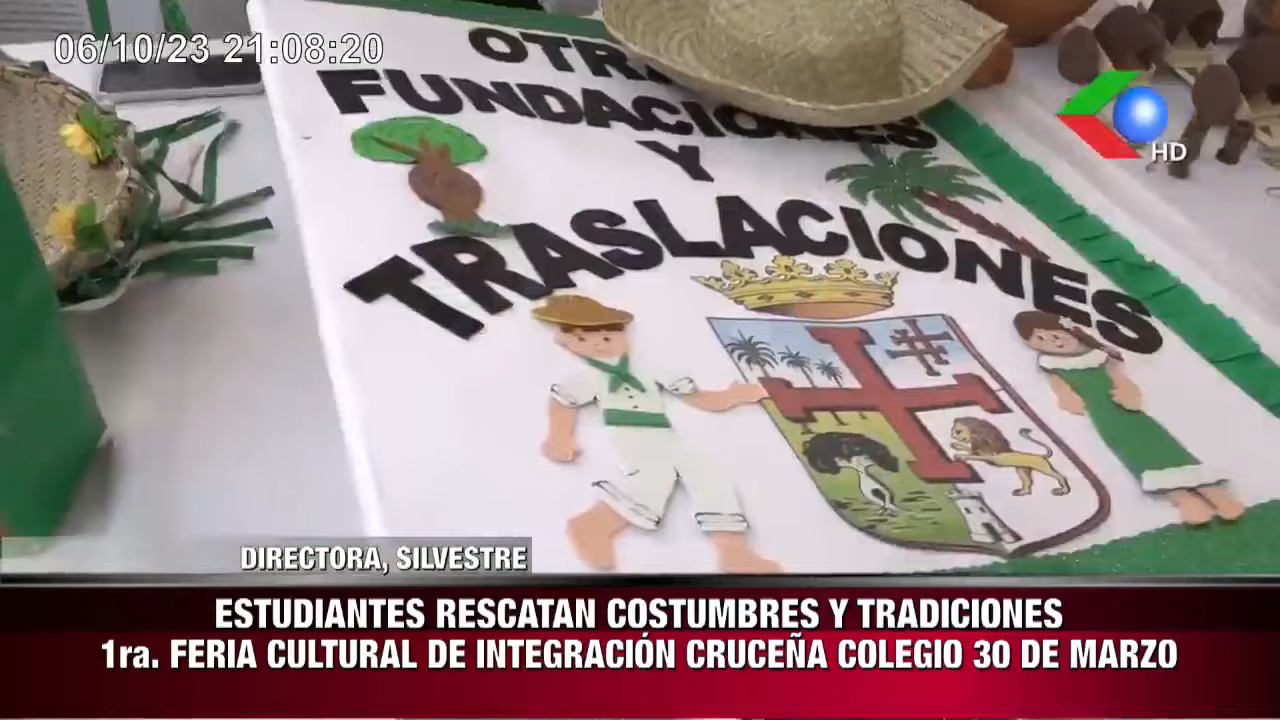 06/10/23 21:08:20
FUNDACIONES
Y
TRASLACIONES
HD
DIRECTORA, SILVESTRE
ESTUDIANTES RESCATAN COSTUMBRES Y TRADICIONES
1ra. FERIA CULTURAL DE INTEGRACIÓN CRUCEÑA COLEGIO 30 DE MARZO